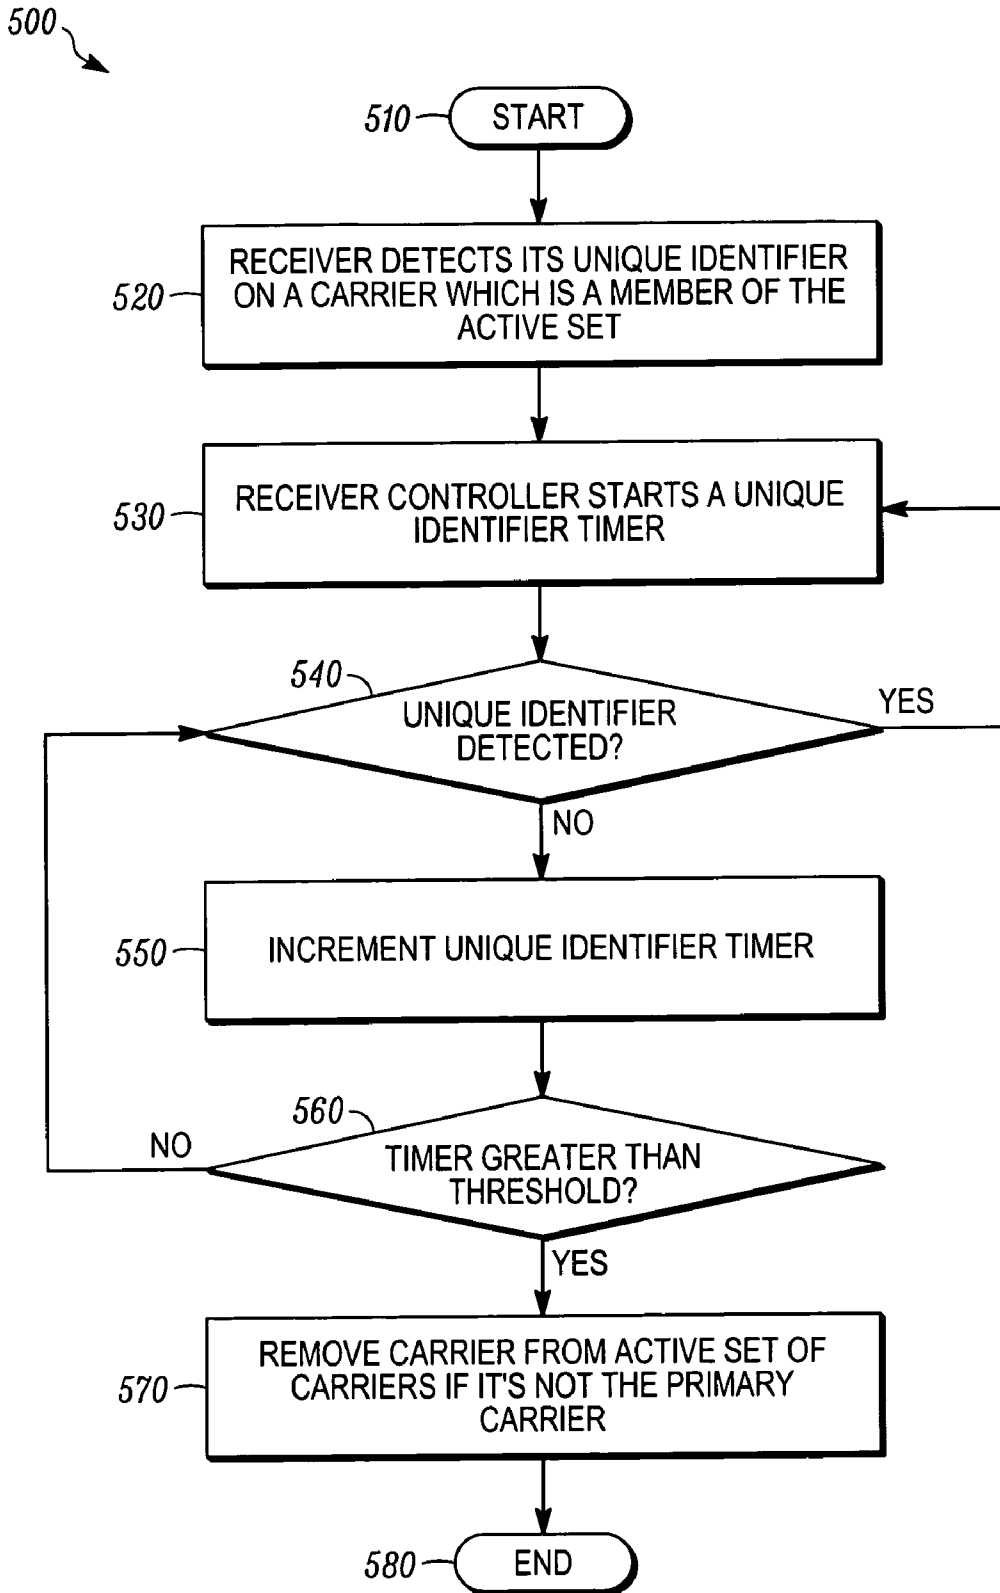 500
510
START
520
RECEIVER DETECTS ITS UNIQUE IDENTIFIER
ON A CARRIER WHICH IS A MEMBER OF THE
ACTIVE SET
530
RECEIVER CONTROLLER STARTS A UNIQUE
IDENTIFIER TIMER
540
UNIQUE IDENTIFIER
DETECTED?
YES
NO
550
INCREMENT UNIQUE IDENTIFIER TIMER
560
TIMER GREATER THAN
THRESHOLD?
NO
YES
570
REMOVE CARRIER FROM ACTIVE SET OF
CARRIERS IF IT'S NOT THE PRIMARY
CARRIER
580
END